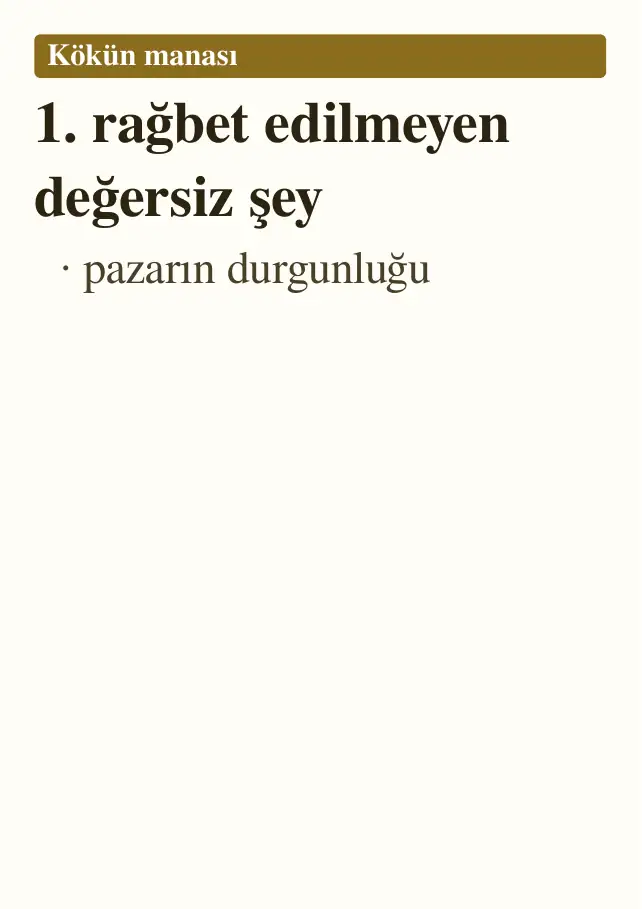 Kökün manası
1. rağbet edilmeyen
değersiz şey
· pazarın durgunluğu